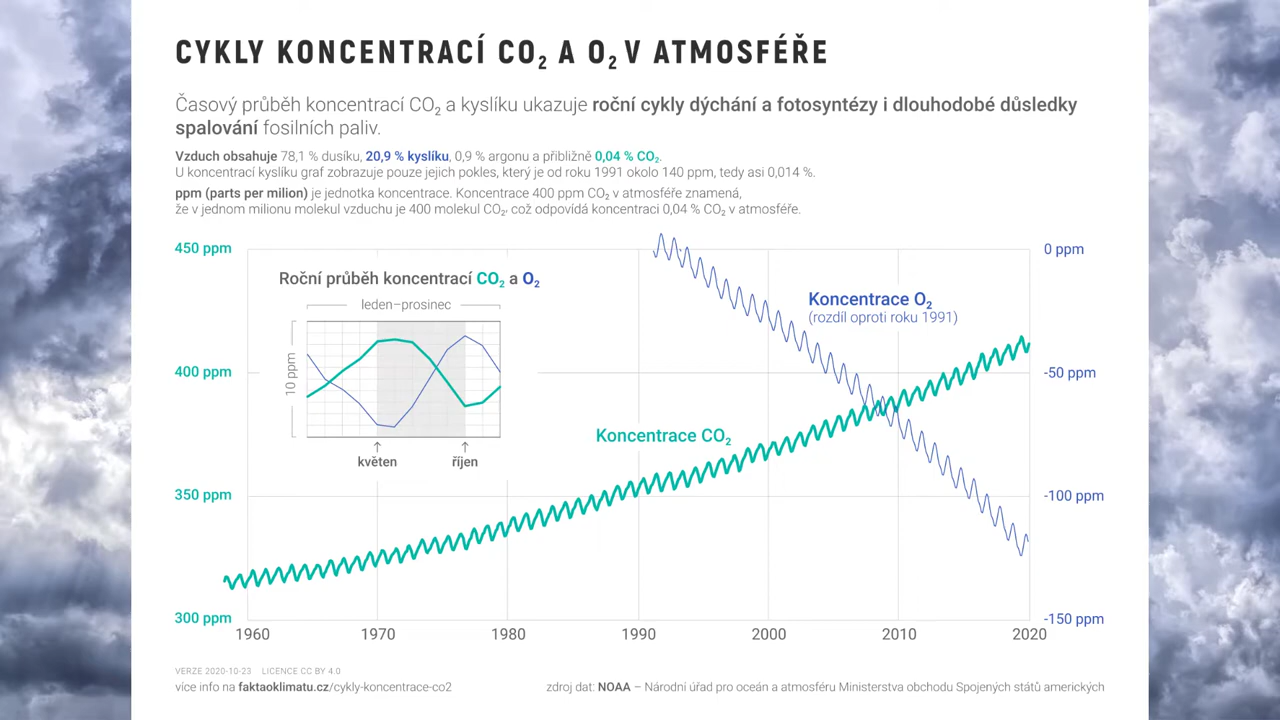 CYKLY KONCENTRACÍ CO₂ A O₂ V ATMOSFÉŘE
Časový průběh koncentrací CO₂ a kyslíku ukazuje roční cykly dýchání a fotosyntézy i dlouhodobé důsledky
spalování fosilních paliv.
Vzduch obsahuje 78,1 % dusíku, 20,9 % kyslíku, 0,9 % argonu a přibližně 0,04 % CO₂.
U koncentrací kyslíku graf zobrazuje pouze jejich pokles, který je od roku 1991 okolo 140 ppm, tedy asi 0,014 %.
ppm (parts per milion) je jednotka koncentrace. Koncentrace 400 ppm CO₂ v atmosféře znamená,
že v jednom milionu molekul vzduchu je 400 molekul CO₂, což odpovídá koncentraci 0,04 % CO₂ v atmosféře.
450 ppm
0 ppm
Roční průběh koncentrací CO₂ a O₂
leden–prosinec
10 ppm
květen
říjen
Koncentrace O₂
(rozdíl oproti roku 1991)
400 ppm
-50 ppm
Koncentrace CO₂
350 ppm
-100 ppm
300 ppm
-150 ppm
1960 1970 1980 1990 2000 2010 2020
VERZE 2020-10-23 LICENCE CC BY 4.0
více info na faktaoklimatu.cz/cykly-koncentrace-co2
zdroj dat: NOAA – Národní úřad pro oceán a atmosféru Ministerstva obchodu Spojených států amerických